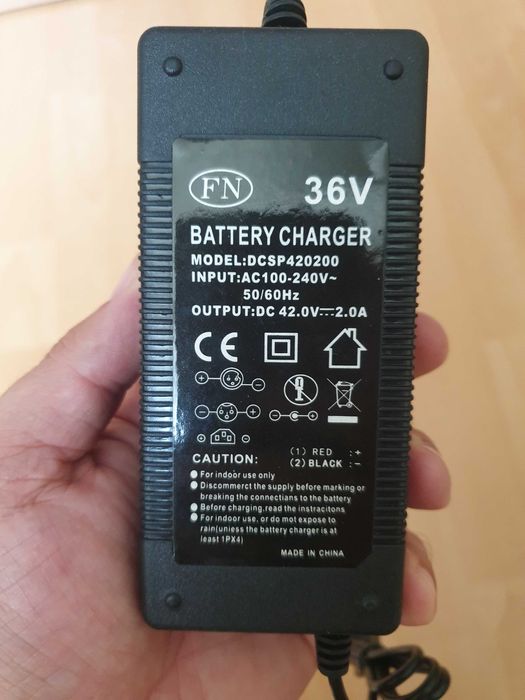 FN 36V
BATTERY CHARGER
MODEL:DCSP420200
INPUT:AC100-240V~
50/60Hz
OUTPUT:DC 42.0V⎓2.0A
CE
(1) RED :+
CAUTION: (2) BLACK :−
For indoor use only
Disconmerct the supply before marking or
breaking the connectians to the battery
Before charging, read the instracitons
For indoor use, or do mot expose to
rain(uniess the battery charger is at
least 1PX4)
MADE IN CHINA